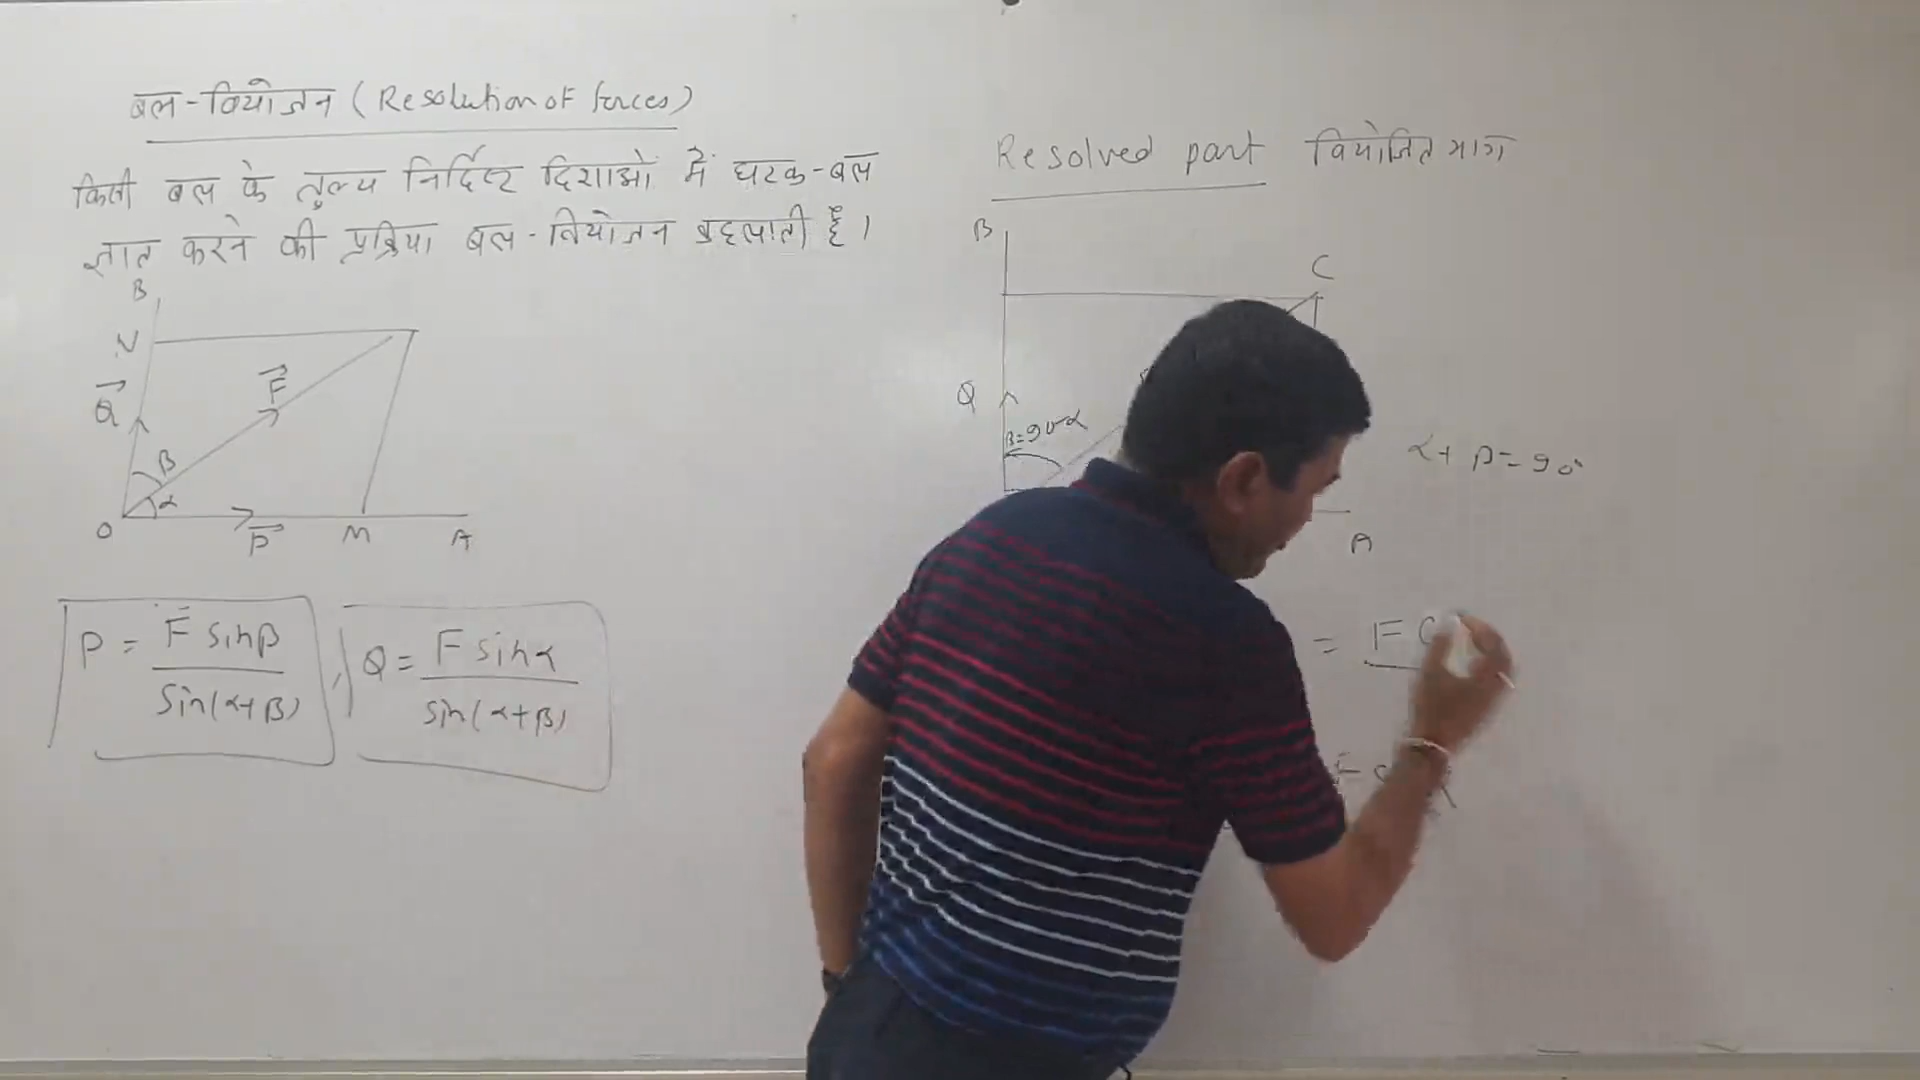 बल-वियोजन (Resolution of forces)
किसी बल के तुल्य निर्दिष्ट दिशाओं में घटक-बल
ज्ञात करने की प्रक्रिया बल-वियोजन कहलाती है।
B
N
Q⃗
F⃗
β
α
O
P⃗
M
A
P = F sinβ / sin(α+β) , Q = F sinα / sin(α+β)
Resolved part वियोजित भाग
B
C
Q
β=90-α
α+β=90°
A
= F
F